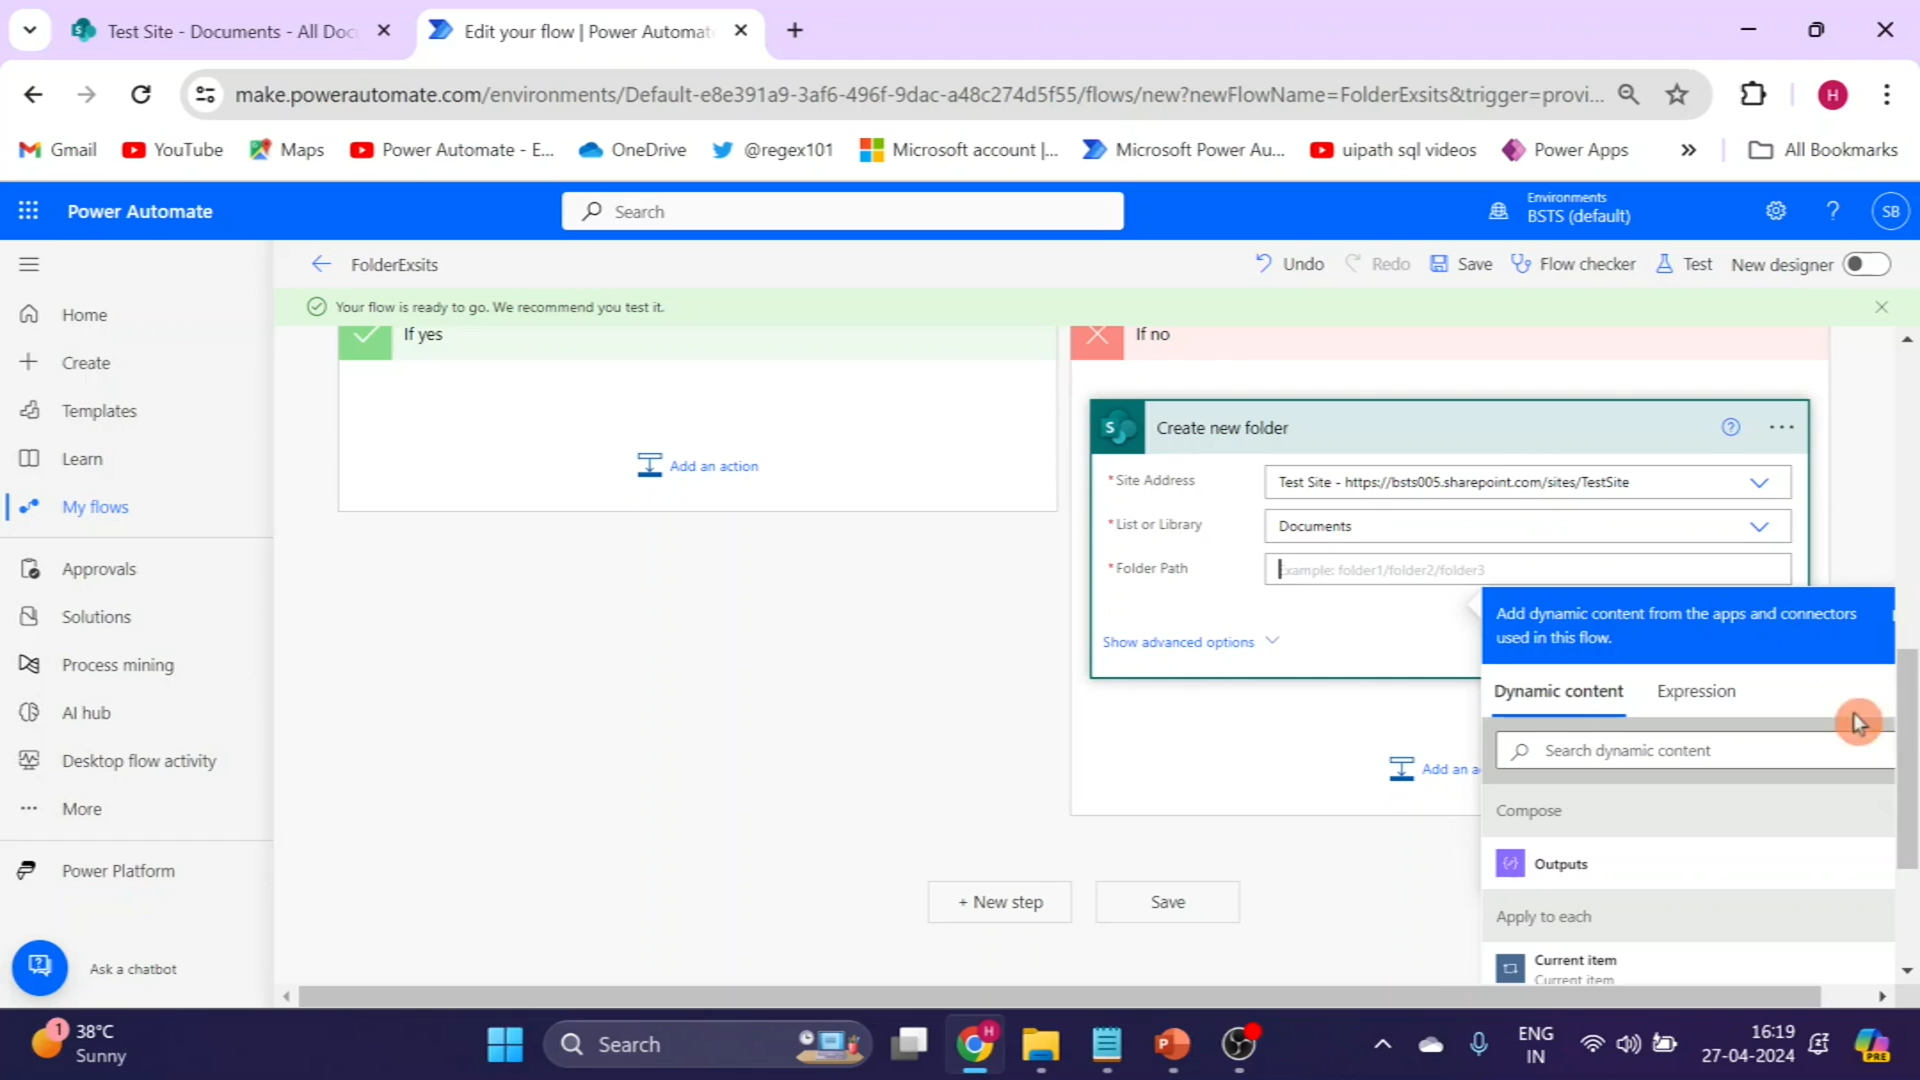 Test Site - Documents - All Doc
Edit your flow | Power Automat
make.powerautomate.com/environments/Default-e8e391a9-3af6-496f-9dac-a48c274d5f55/flows/new?newFlowName=FolderExsits&trigger=provi...
H
Gmail
YouTube
Maps
Power Automate - E...
OneDrive
@regex101
Microsoft account |...
Microsoft Power Au...
uipath sql videos
Power Apps
»
All Bookmarks
Power Automate
Search
Environments
BSTS (default)
?
SB
FolderExsits
Undo
Redo
Save
Flow checker
Test
New designer
Your flow is ready to go. We recommend you test it.
Home
Create
Templates
Learn
My flows
Approvals
Solutions
Process mining
AI hub
Desktop flow activity
More
Power Platform
Ask a chatbot
If yes
Add an action
If no
S
Create new folder
?
...
* Site Address
Test Site - https://bsts005.sharepoint.com/sites/TestSite
* List or Library
Documents
* Folder Path
Example: folder1/folder2/folder3
Show advanced options
Add an a
Add dynamic content from the apps and connectors
used in this flow.
Dynamic content
Expression
Search dynamic content
Compose
Outputs
Apply to each
Current item
Current item
+ New step
Save
1
38°C
Sunny
Search
H
P
ENG
IN
16:19
27-04-2024
PRE